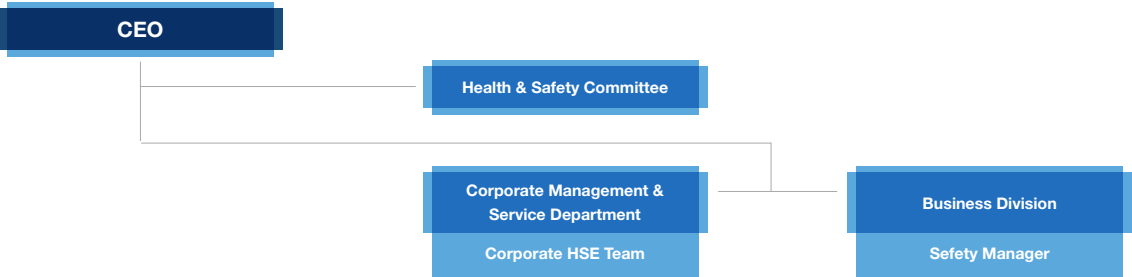 CEO
Health & Safety Committee
Corporate Management &
Service Department
Corporate HSE Team
Business Division
Sefety Manager